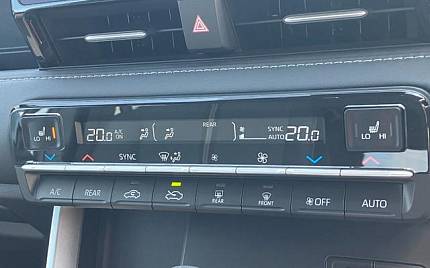 REAR
20.0 A/C ON SYNC AUTO 20.0
LO HI LO HI
SYNC
A/C REAR REAR FRONT OFF AUTO